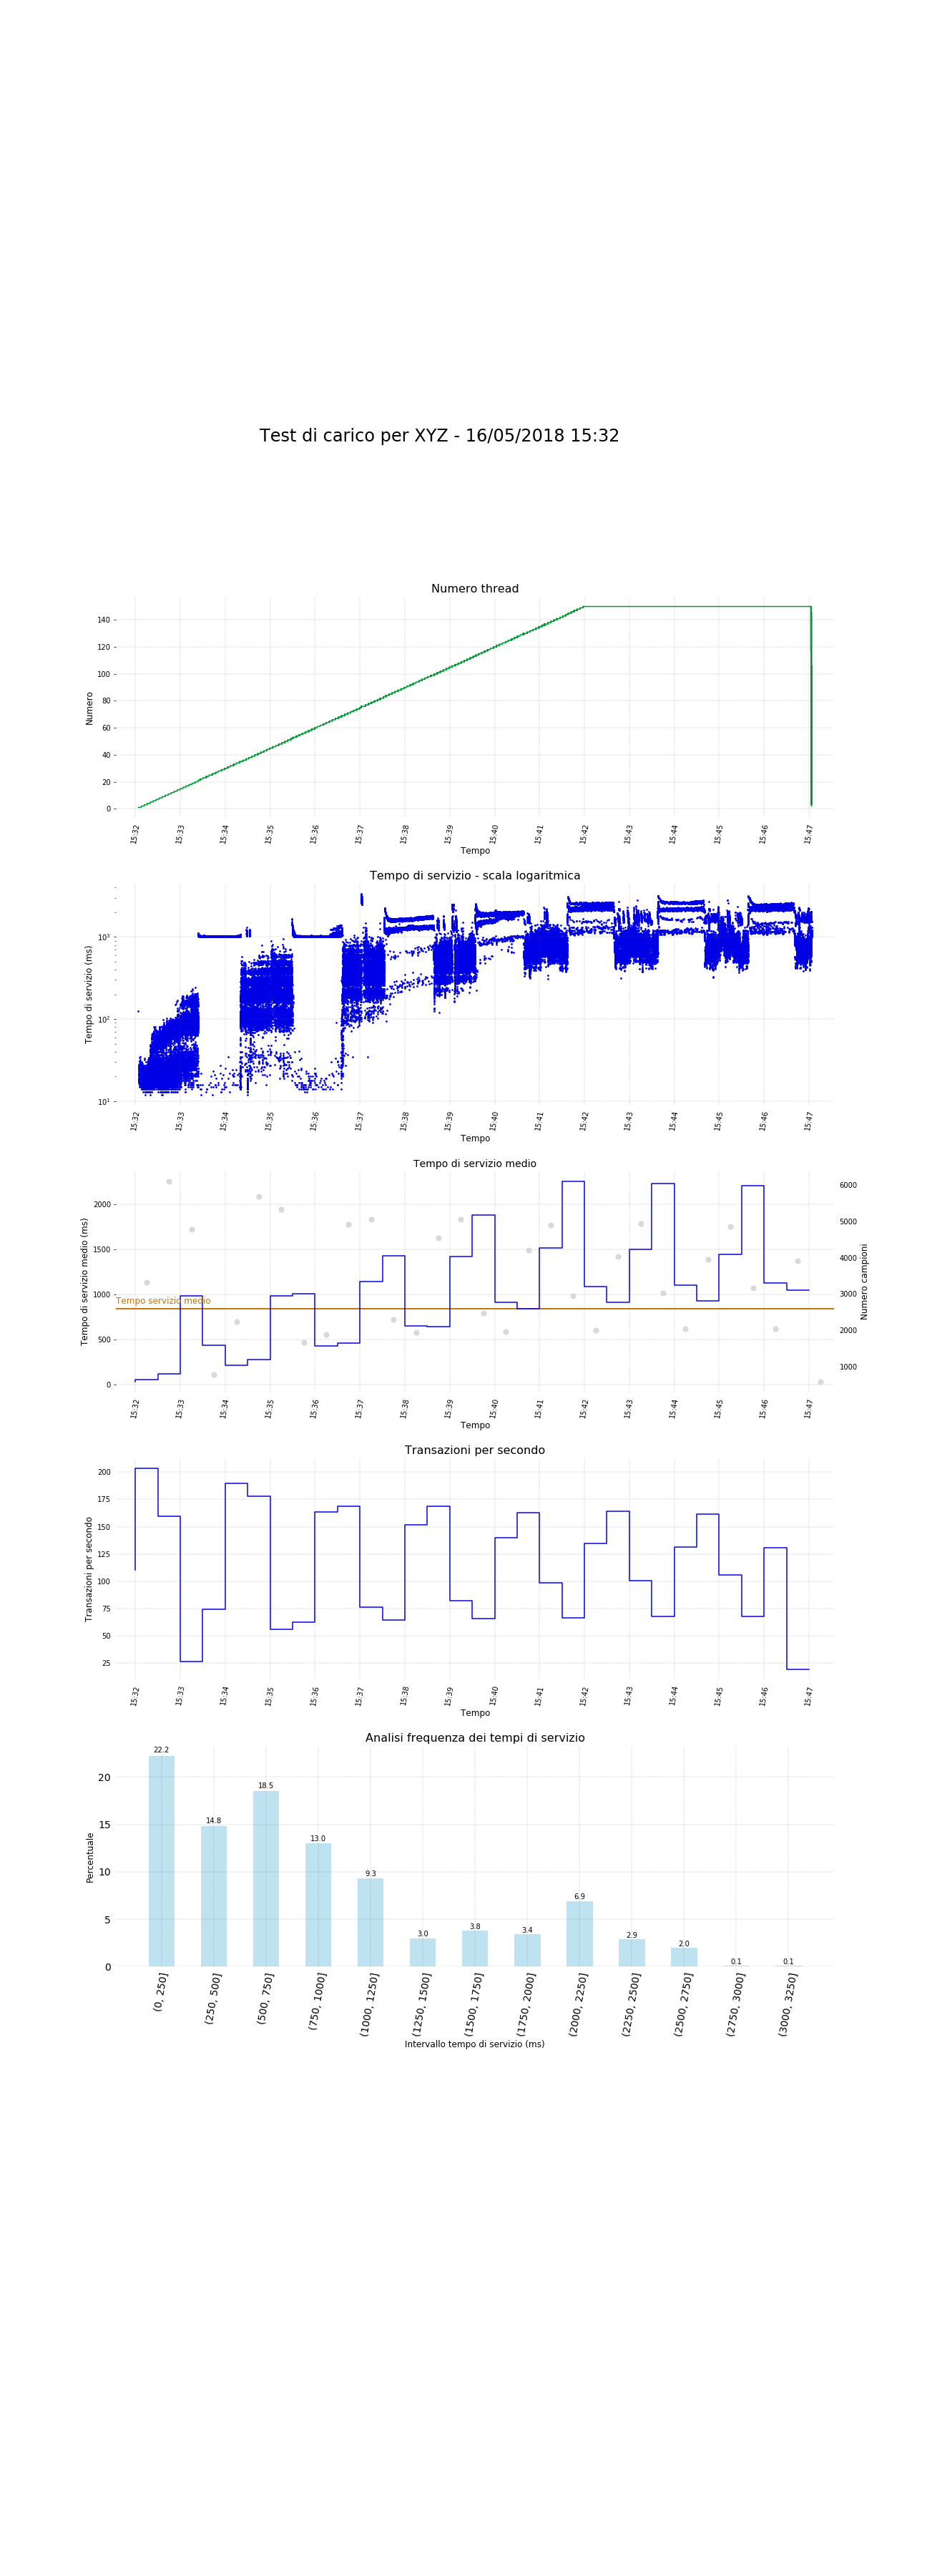 Test di carico per XYZ - 16/05/2018 15:32
Numero thread
140
120
100
80
60
40
20
0
Numero
15:32 15:33 15:34 15:35 15:36 15:37 15:38 15:39 15:40 15:41 15:42 15:43 15:44 15:45 15:46 15:47
Tempo
Tempo di servizio - scala logaritmica
10³
10²
10¹
Tempo di servizio (ms)
15:32 15:33 15:34 15:35 15:36 15:37 15:38 15:39 15:40 15:41 15:42 15:43 15:44 15:45 15:46 15:47
Tempo
Tempo di servizio medio
2000
1500
1000
500
0
Tempo di servizio medio (ms)
Tempo servizio medio
6000
5000
4000
3000
2000
1000
Numero campioni
15:32 15:33 15:34 15:35 15:36 15:37 15:38 15:39 15:40 15:41 15:42 15:43 15:44 15:45 15:46 15:47
Tempo
Transazioni per secondo
200
175
150
125
100
75
50
25
Transazioni per secondo
15:32 15:33 15:34 15:35 15:36 15:37 15:38 15:39 15:40 15:41 15:42 15:43 15:44 15:45 15:46 15:47
Tempo
Analisi frequenza dei tempi di servizio
20
15
10
5
0
Percentuale
22.2 14.8 18.5 13.0 9.3 3.0 3.8 3.4 6.9 2.9 2.0 0.1 0.1
(0, 250] (250, 500] (500, 750] (750, 1000] (1000, 1250] (1250, 1500] (1500, 1750] (1750, 2000] (2000, 2250] (2250, 2500] (2500, 2750] (2750, 3000] (3000, 3250]
Intervallo tempo di servizio (ms)